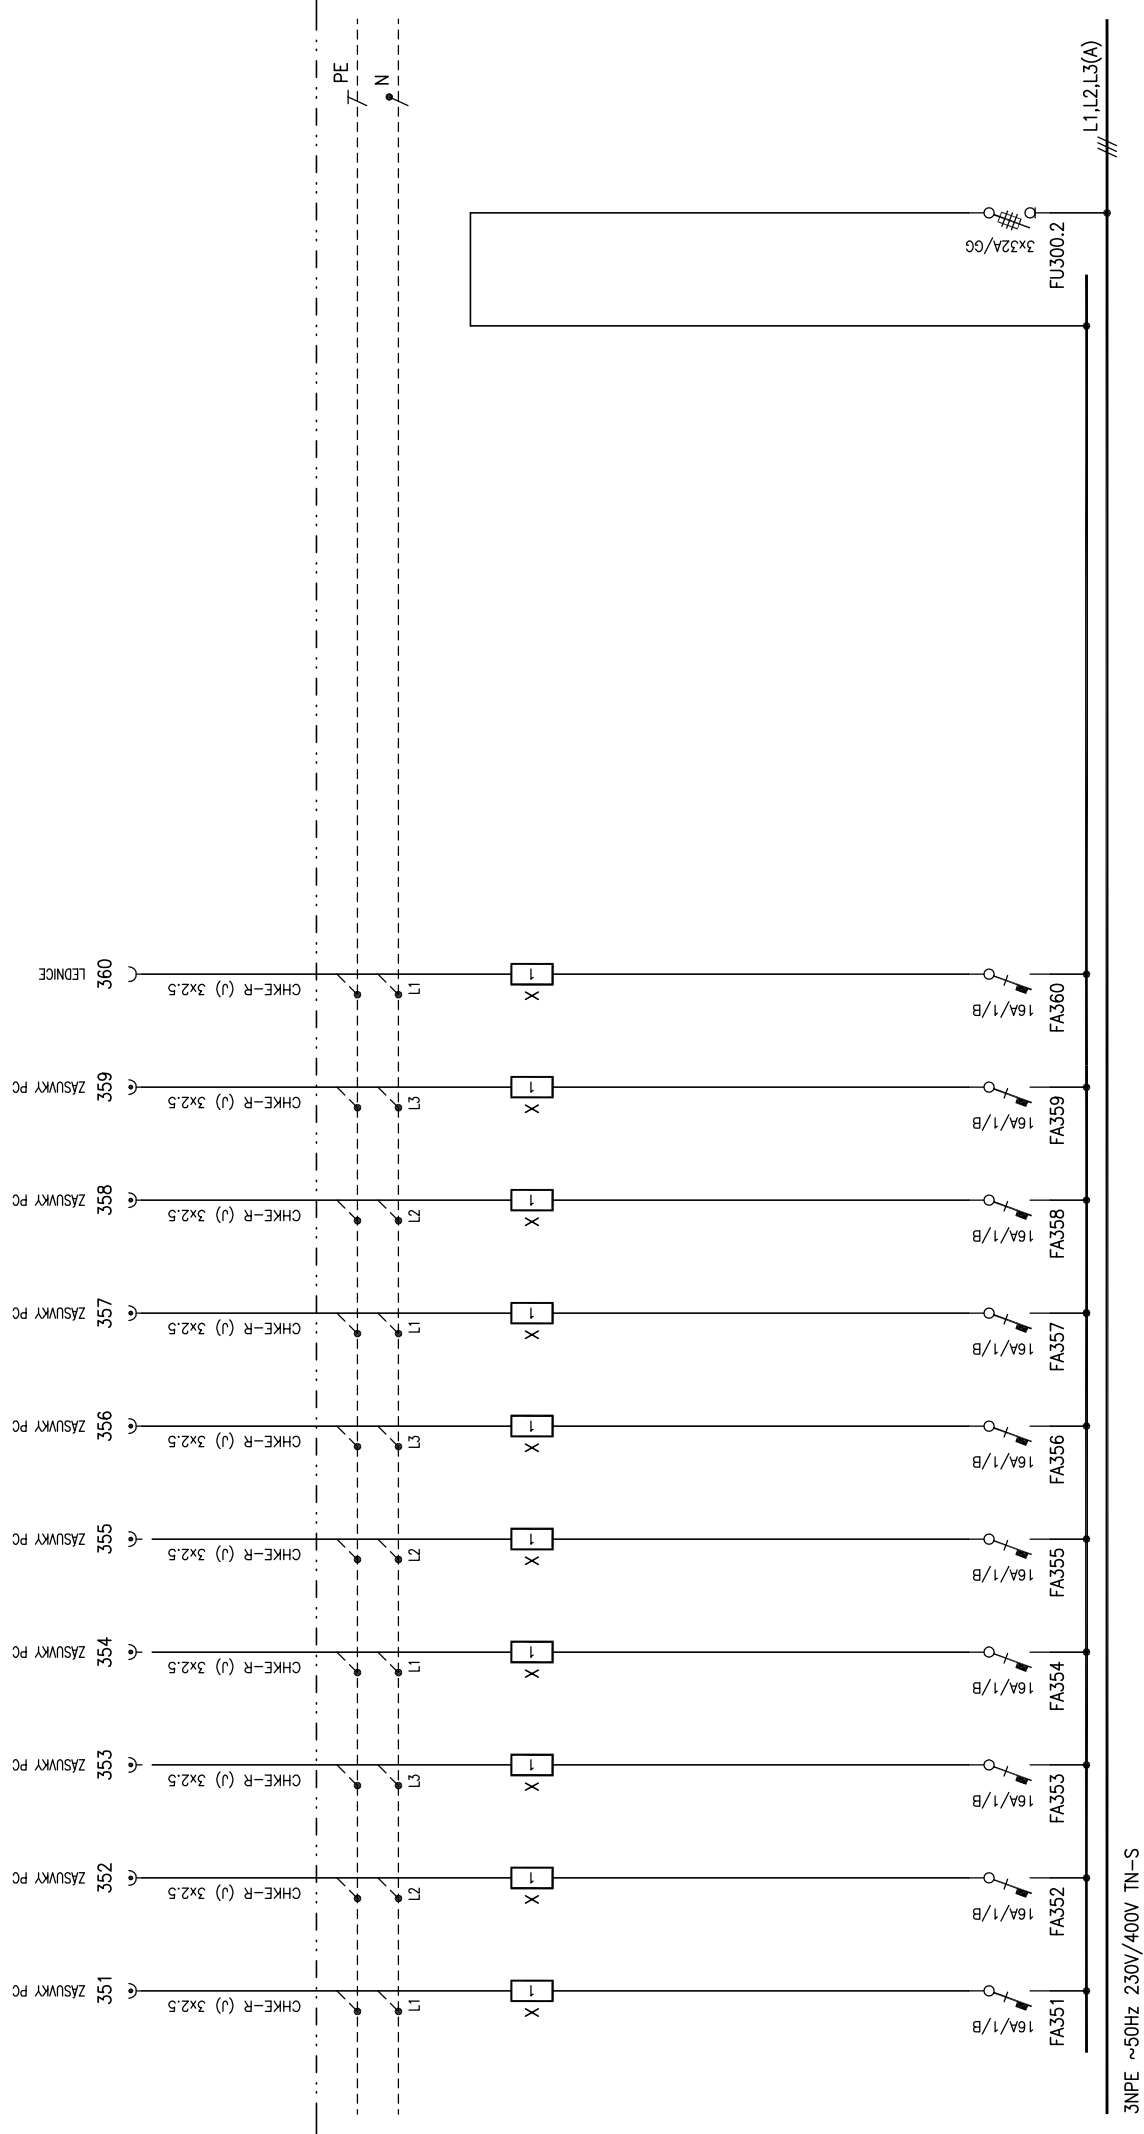 PE
N
L1,L2,L3(A)
3x32A/GG
FU300.2
LEDNICE
360
CHKE-R (J) 3x2.5
L1
1
X
16A/1/B
FA360
ZÁSUVKY PC
359
CHKE-R (J) 3x2.5
L3
1
X
16A/1/B
FA359
ZÁSUVKY PC
358
CHKE-R (J) 3x2.5
L2
1
X
16A/1/B
FA358
ZÁSUVKY PC
357
CHKE-R (J) 3x2.5
L1
1
X
16A/1/B
FA357
ZÁSUVKY PC
356
CHKE-R (J) 3x2.5
L3
1
X
16A/1/B
FA356
ZÁSUVKY PC
355
CHKE-R (J) 3x2.5
L2
1
X
16A/1/B
FA355
ZÁSUVKY PC
354
CHKE-R (J) 3x2.5
L1
1
X
16A/1/B
FA354
ZÁSUVKY PC
353
CHKE-R (J) 3x2.5
L3
1
X
16A/1/B
FA353
ZÁSUVKY PC
352
CHKE-R (J) 3x2.5
L2
1
X
16A/1/B
FA352
ZÁSUVKY PC
351
CHKE-R (J) 3x2.5
L1
1
X
16A/1/B
FA351
3NPE ~50Hz 230V/400V TN-S